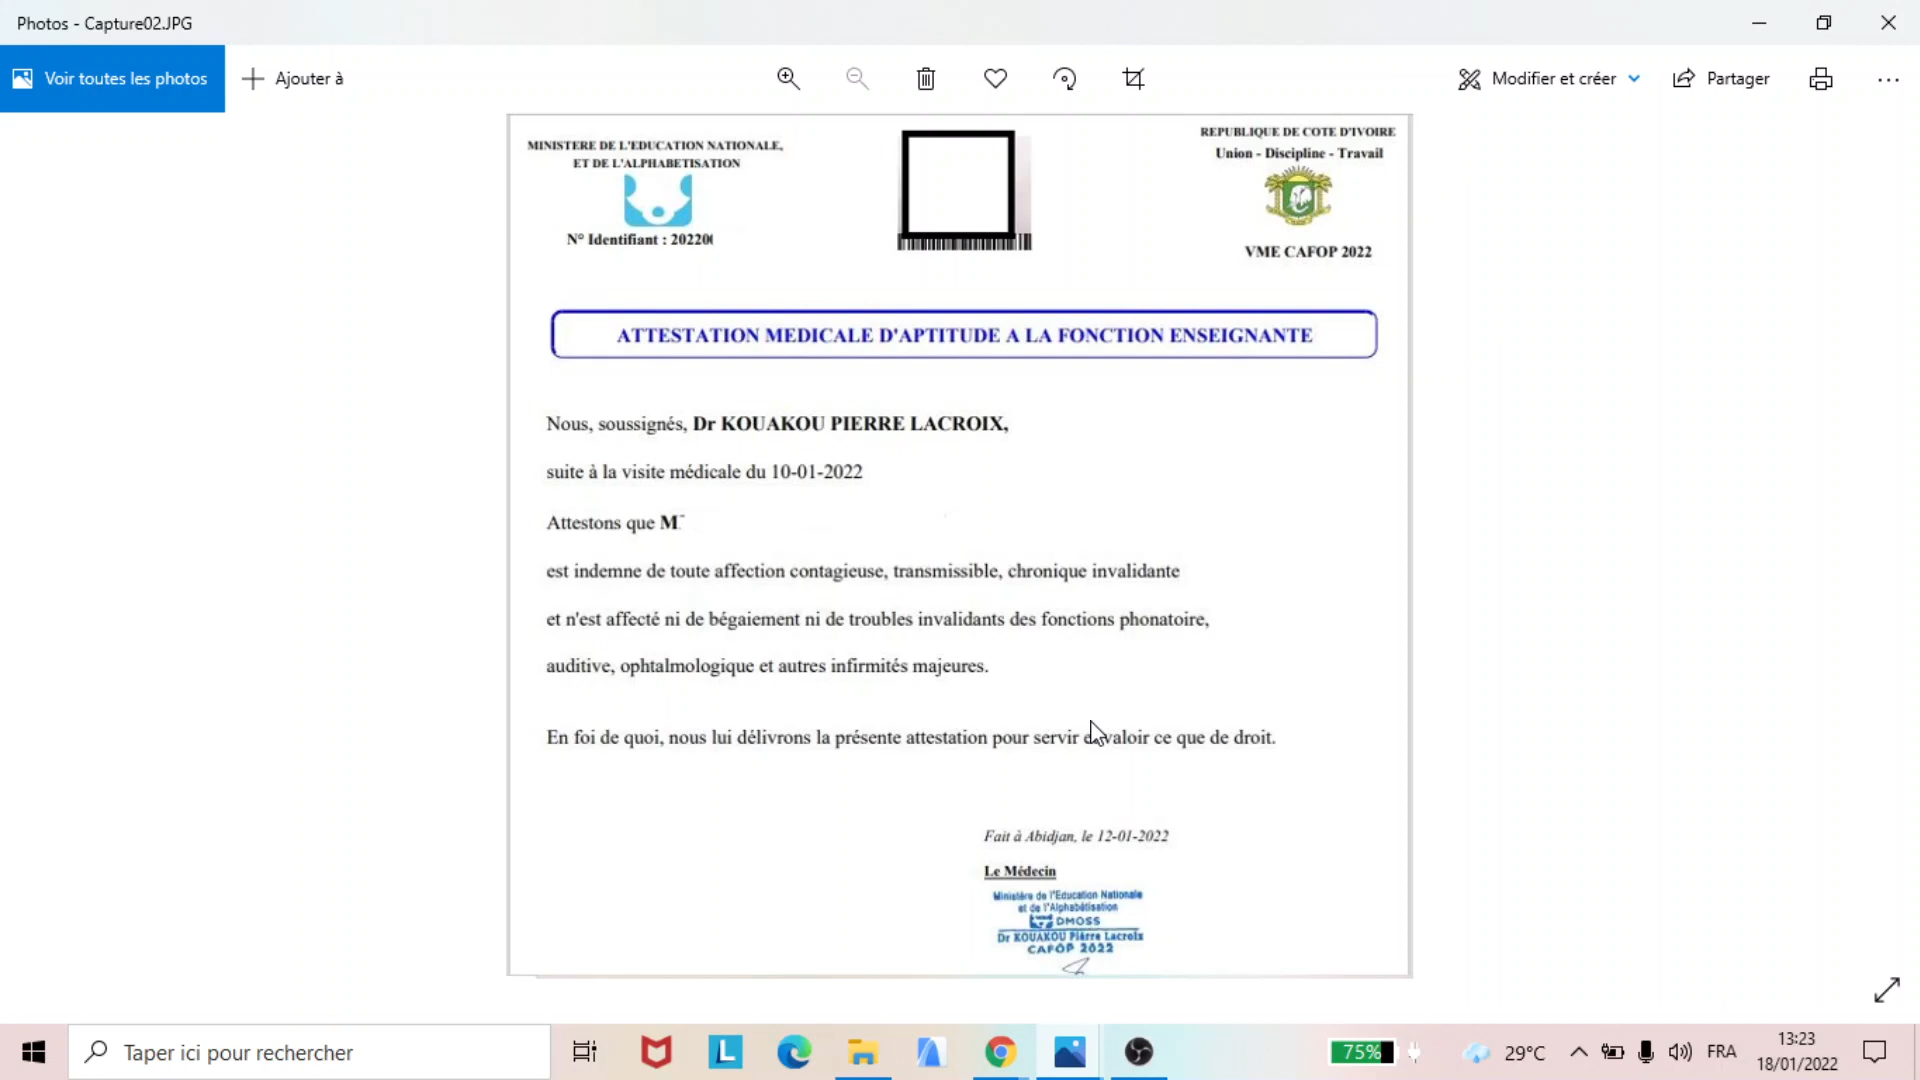 Photos - Capture02.JPG
Voir toutes les photos
Ajouter à
Modifier et créer
Partager
MINISTERE DE L'EDUCATION NATIONALE,
ET DE L'ALPHABETISATION
N° Identifiant : 20220
REPUBLIQUE DE COTE D'IVOIRE
Union - Discipline - Travail
VME CAFOP 2022
ATTESTATION MEDICALE D'APTITUDE A LA FONCTION ENSEIGNANTE
Nous, soussignés, Dr KOUAKOU PIERRE LACROIX,
suite à la visite médicale du 10-01-2022
Attestons que M
est indemne de toute affection contagieuse, transmissible, chronique invalidante
et n'est affecté ni de bégaiement ni de troubles invalidants des fonctions phonatoire,
auditive, ophtalmologique et autres infirmités majeures.
En foi de quoi, nous lui délivrons la présente attestation pour servir et valoir ce que de droit.
Fait à Abidjan, le 12-01-2022
Le Médecin
Ministère de l'Education Nationale
et de l'Alphabétisation
DMOSS
Dr KOUAKOU Pierre Lacroix
CAFOP 2022
Taper ici pour rechercher
75%
29°C
FRA
13:23
18/01/2022